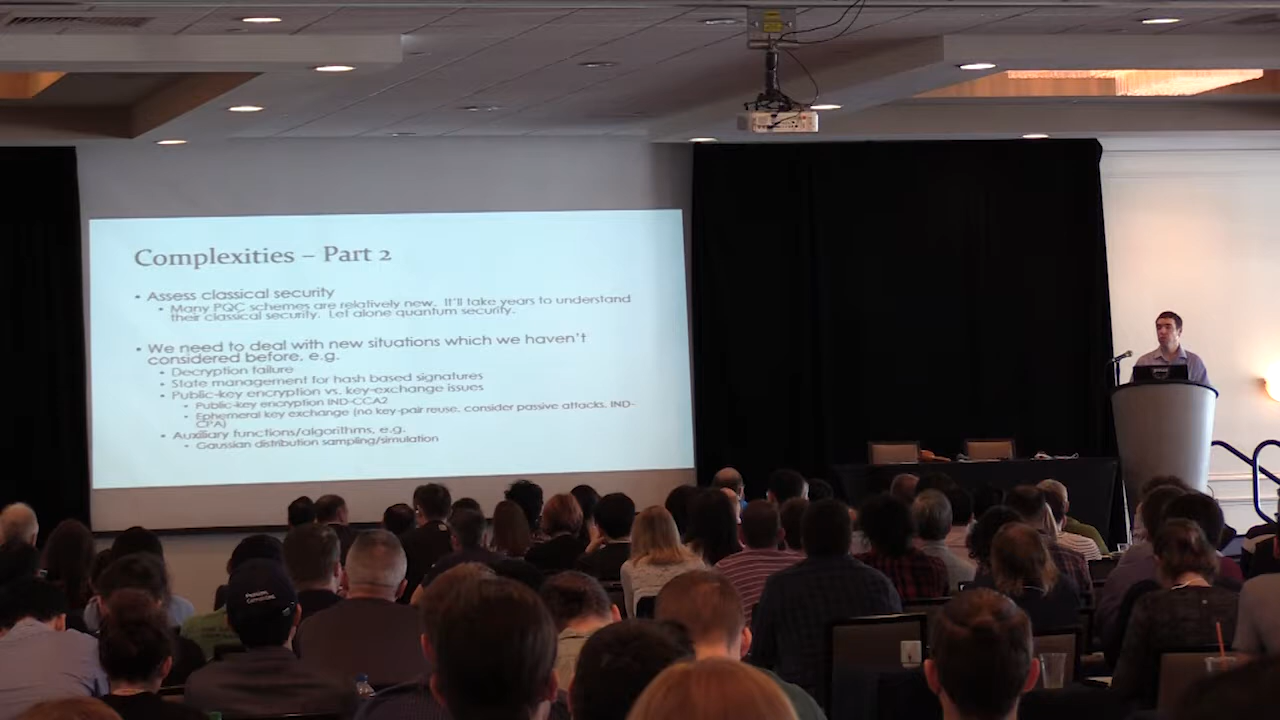 Complexities – Part 2
• Assess classical security
• Many PQC schemes are relatively new. It'll take years to understand
their classical security. Let alone quantum security.
• We need to deal with new situations which we haven't
considered before, e.g.
• Decryption failure
• State management for hash based signatures
• Public-key encryption vs. key-exchange issues
• Public-key encryption IND-CCA2
• Ephemeral key exchange (no key-pair reuse, consider passive attacks, IND-
CPA)
• Auxiliary functions/algorithms, e.g.
• Gaussian distribution sampling/simulation